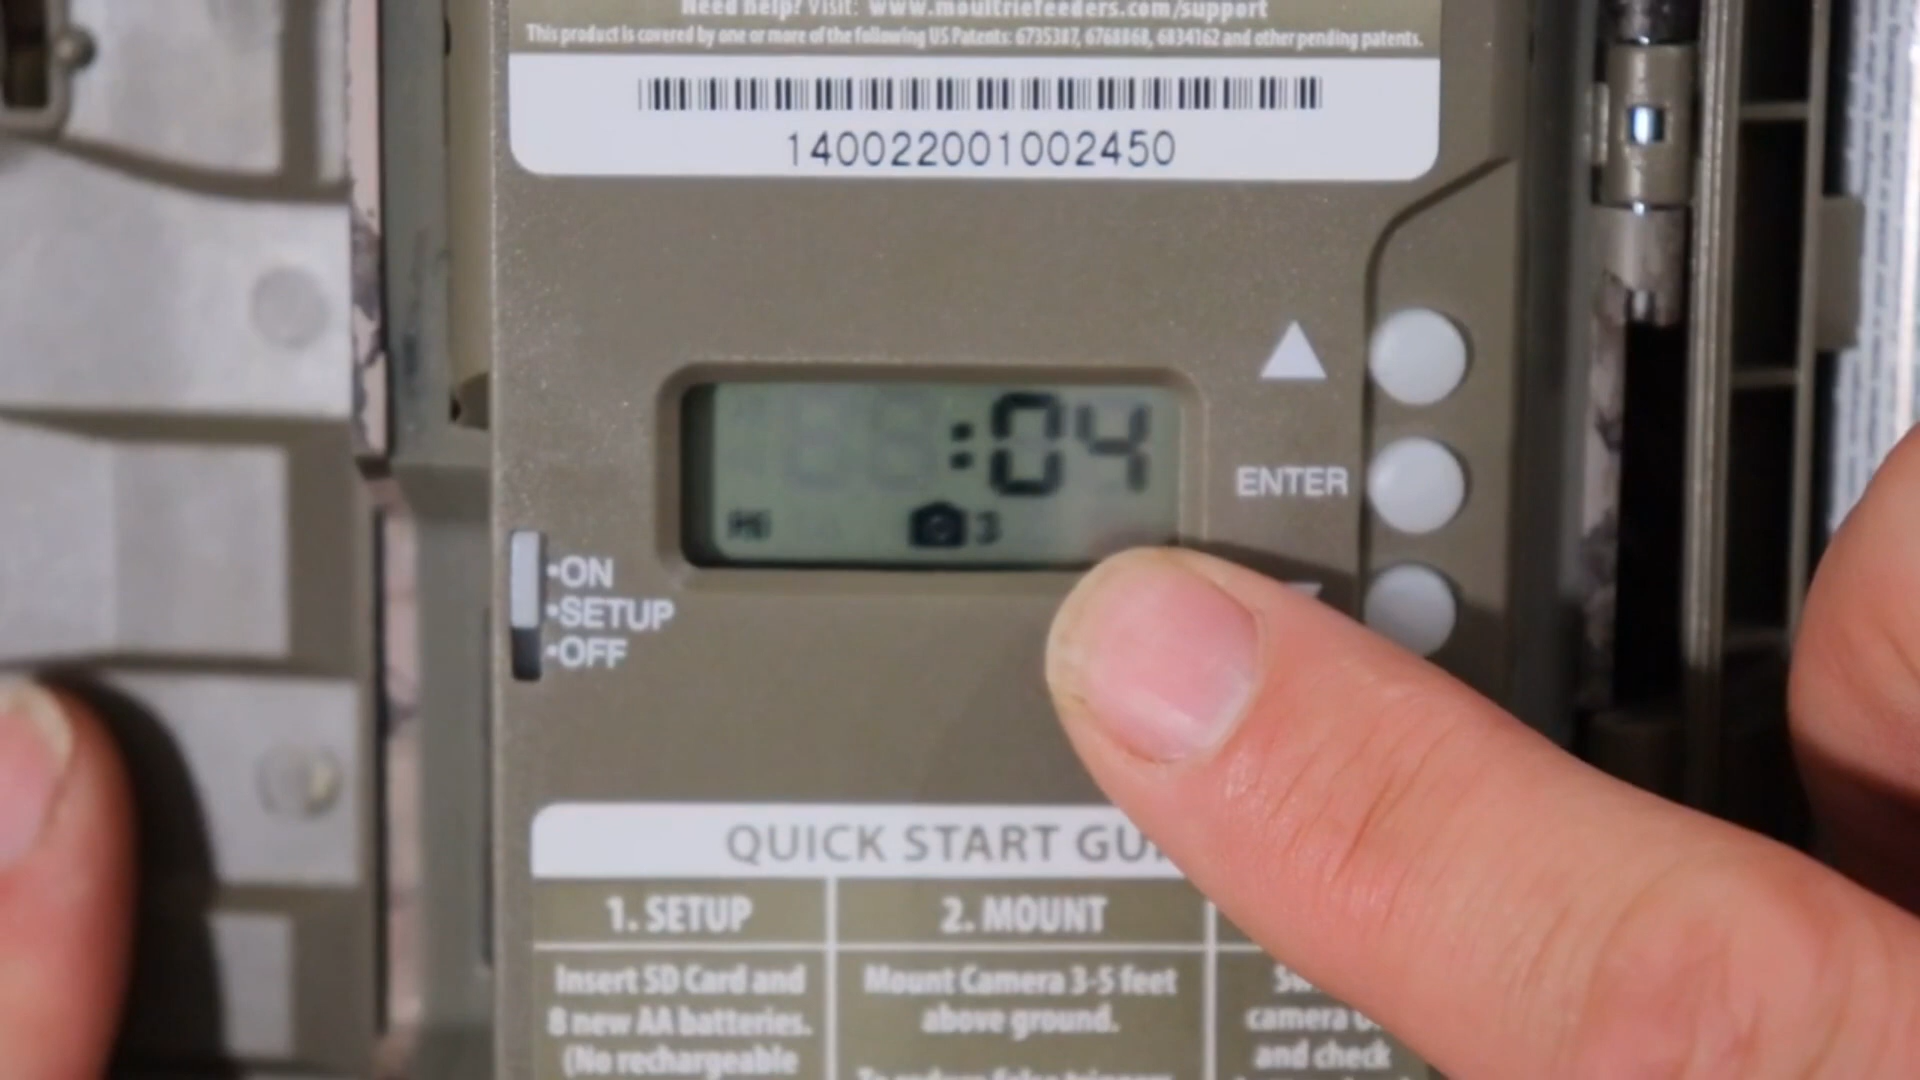 Need help? Visit: www.moultriefeeders.com/support
This product is covered by one or more of the following US Patents: 6735387, 6768868, 6834162 and other pending patents.
140022001002450
:04
HI 3
ENTER
•ON
•SETUP
•OFF
QUICK START
1. SETUP 2. MOUNT
Insert SD Card and Mount Camera 3-5 feet
8 new AA batteries. above ground. camera
(No rechargeable and check